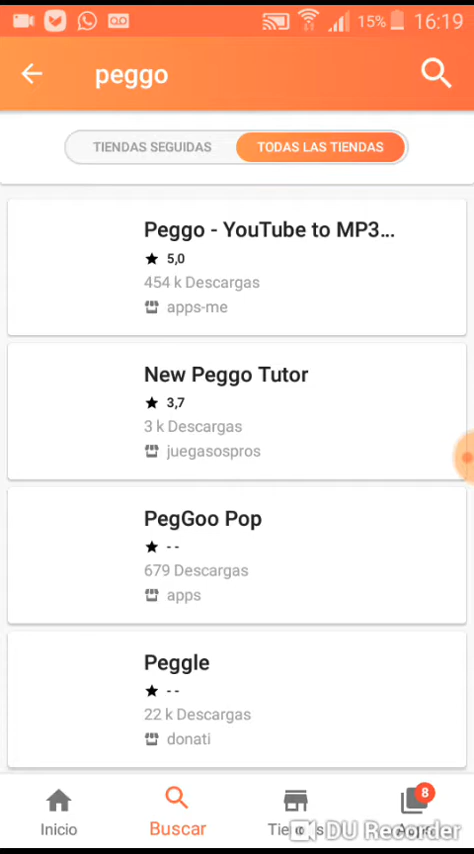 15% 16:19
peggo
TIENDAS SEGUIDAS TODAS LAS TIENDAS
Peggo - YouTube to MP3...
5,0
454 k Descargas
apps-me
New Peggo Tutor
3,7
3 k Descargas
juegasospros
PegGoo Pop
--
679 Descargas
apps
Peggle
--
22 k Descargas
donati
8
Inicio Buscar
DU Recorder